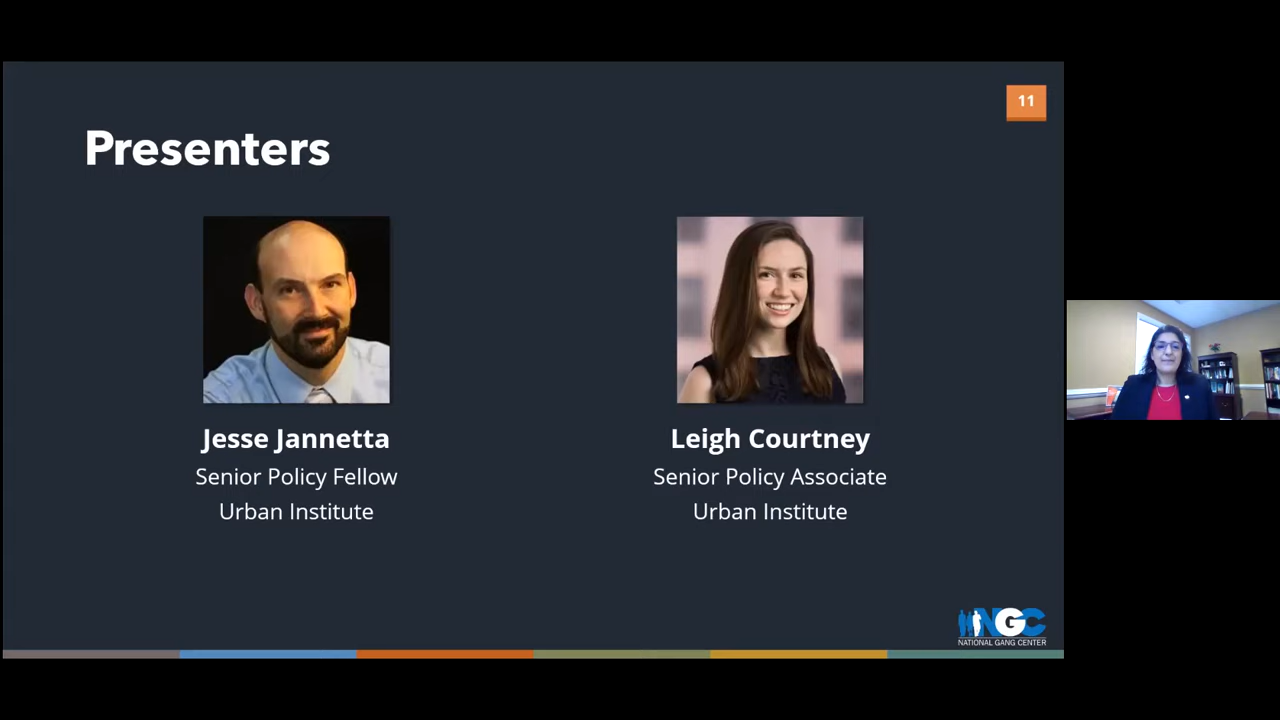 11
Presenters
Jesse Jannetta
Senior Policy Fellow
Urban Institute
Leigh Courtney
Senior Policy Associate
Urban Institute
NGC
NATIONAL GANG CENTER